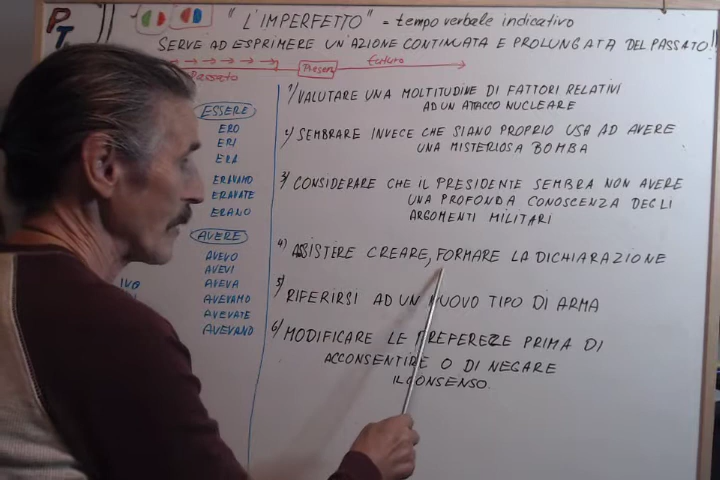 PT
"L'IMPERFETTO" - tempo verbale indicativo
SERVE AD ESPRIMERE UN'AZIONE CONTINUATA E PROLUNGATA DEL PASSATO!!
Passato
Presen
futuro
ESSERE
ERO
ERI
ERA
ERAVAMO
ERAVATE
ERANO
AVERE
AVEVO
AVEVI
AVEVA
AVEVAMO
AVEVATE
AVEVANO
1) VALUTARE UNA MOLTITUDINE DI FATTORI RELATIVI
AD UN ATTACCO NUCLEARE
2) SEMBRARE INVECE CHE SIANO PROPRIO USA AD AVERE
UNA MISTERIOSA BOMBA
3) CONSIDERARE CHE IL PRESIDENTE SEMBRA NON AVERE
UNA PROFONDA CONOSCENZA DEGLI
ARGOMENTI MILITARI
4) ASSISTERE CREARE, FORMARE LA DICHIARAZIONE
5) RIFERIRSI AD UN NUOVO TIPO DI ARMA
6) MODIFICARE LE PREFEREZE PRIMA DI
ACCONSENTIRE O DI NEGARE
IL CONSENSO.